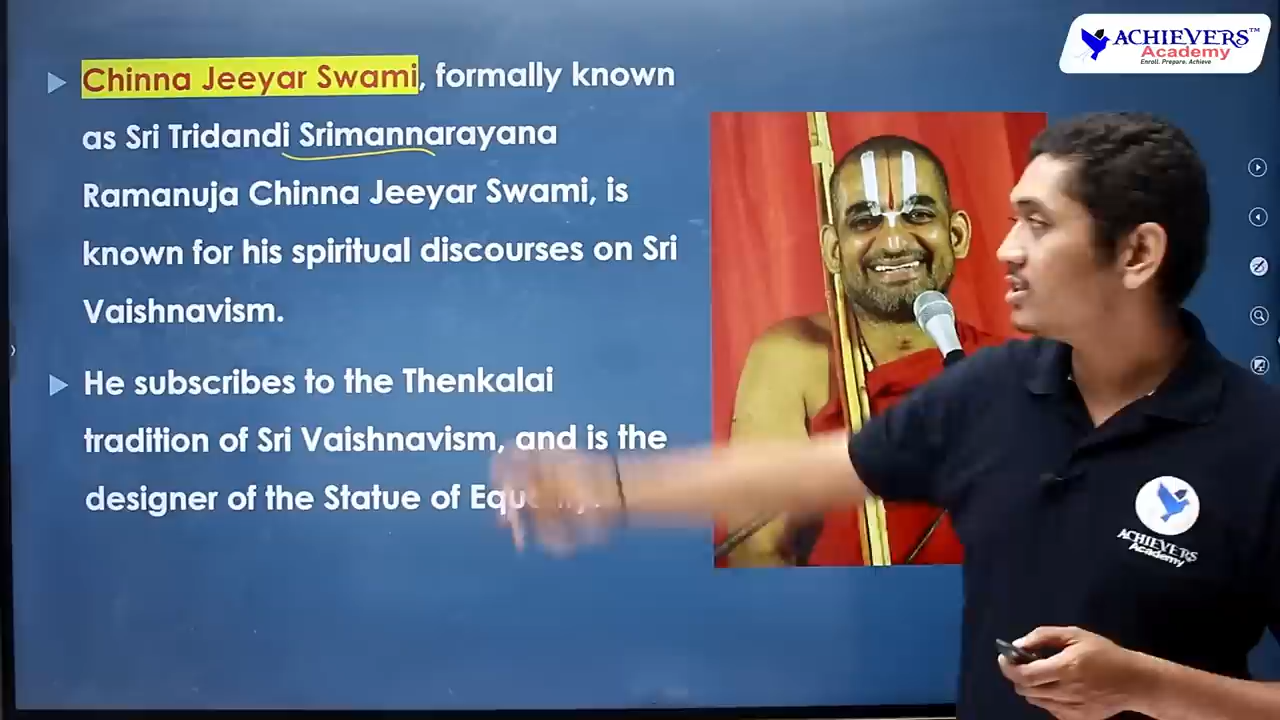 Chinna Jeeyar Swami, formally known
as Sri Tridandi Srimannarayana
Ramanuja Chinna Jeeyar Swami, is
known for his spiritual discourses on Sri
Vaishnavism.
He subscribes to the Thenkalai
tradition of Sri Vaishnavism, and is the
designer of the Statue of
ACHIEVERS™
Academy
Enroll. Prepare. Achieve
ACHIEVERS
Academy